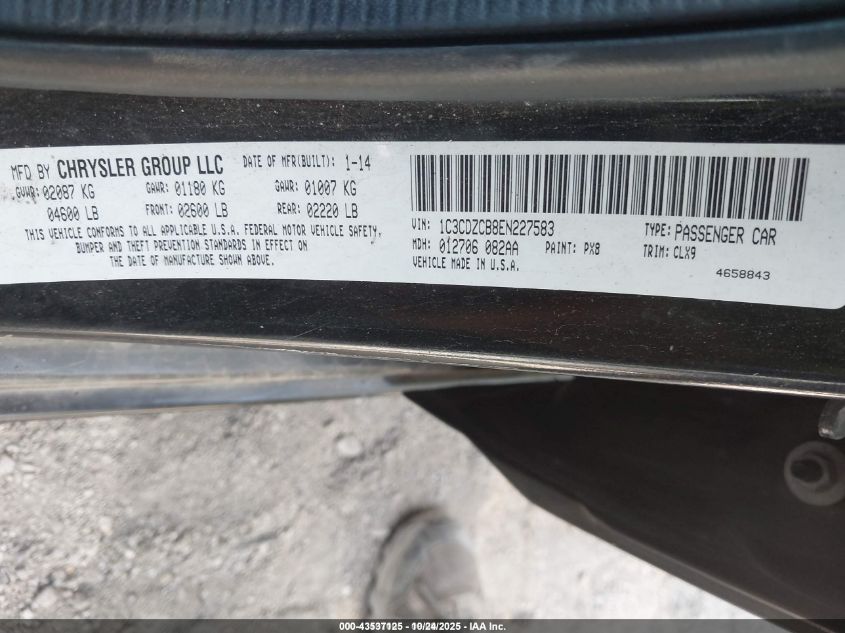 MFD BY CHRYSLER GROUP LLC DATE OF MFR(BUILT): 1-14
GVWR: 02087 KG GAWR: 01180 KG GAWR: 01007 KG
04600 LB FRONT: 02600 LB REAR: 02220 LB
THIS VEHICLE CONFORMS TO ALL APPLICABLE U.S.A. FEDERAL MOTOR VEHICLE SAFETY,
BUMPER AND THEFT PREVENTION STANDARDS IN EFFECT ON
THE DATE OF MANUFACTURE SHOWN ABOVE.
VIN: 1C3CDZCB8EN227583 TYPE: PASSENGER CAR
MDH: 012706 082AA PAINT: PX8 TRIM: CLX9
VEHICLE MADE IN U.S.A. 4658843
000-43537125 - 10/24/2025 - IAA Inc.